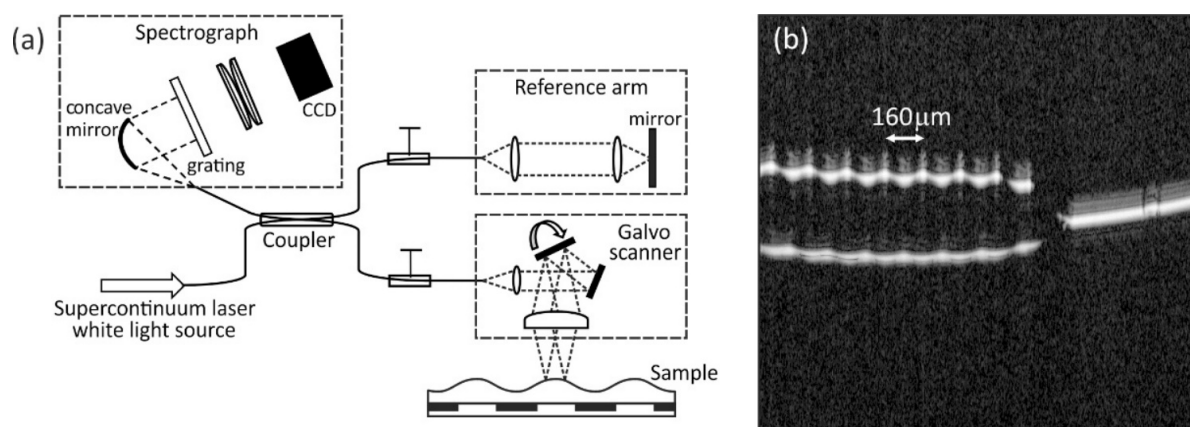 (a)
Spectrograph
concave
mirror
CCD
grating
Reference arm
mirror
Coupler
Galvo
scanner
Supercontinuum laser
white light source
Sample
(b)
160µm